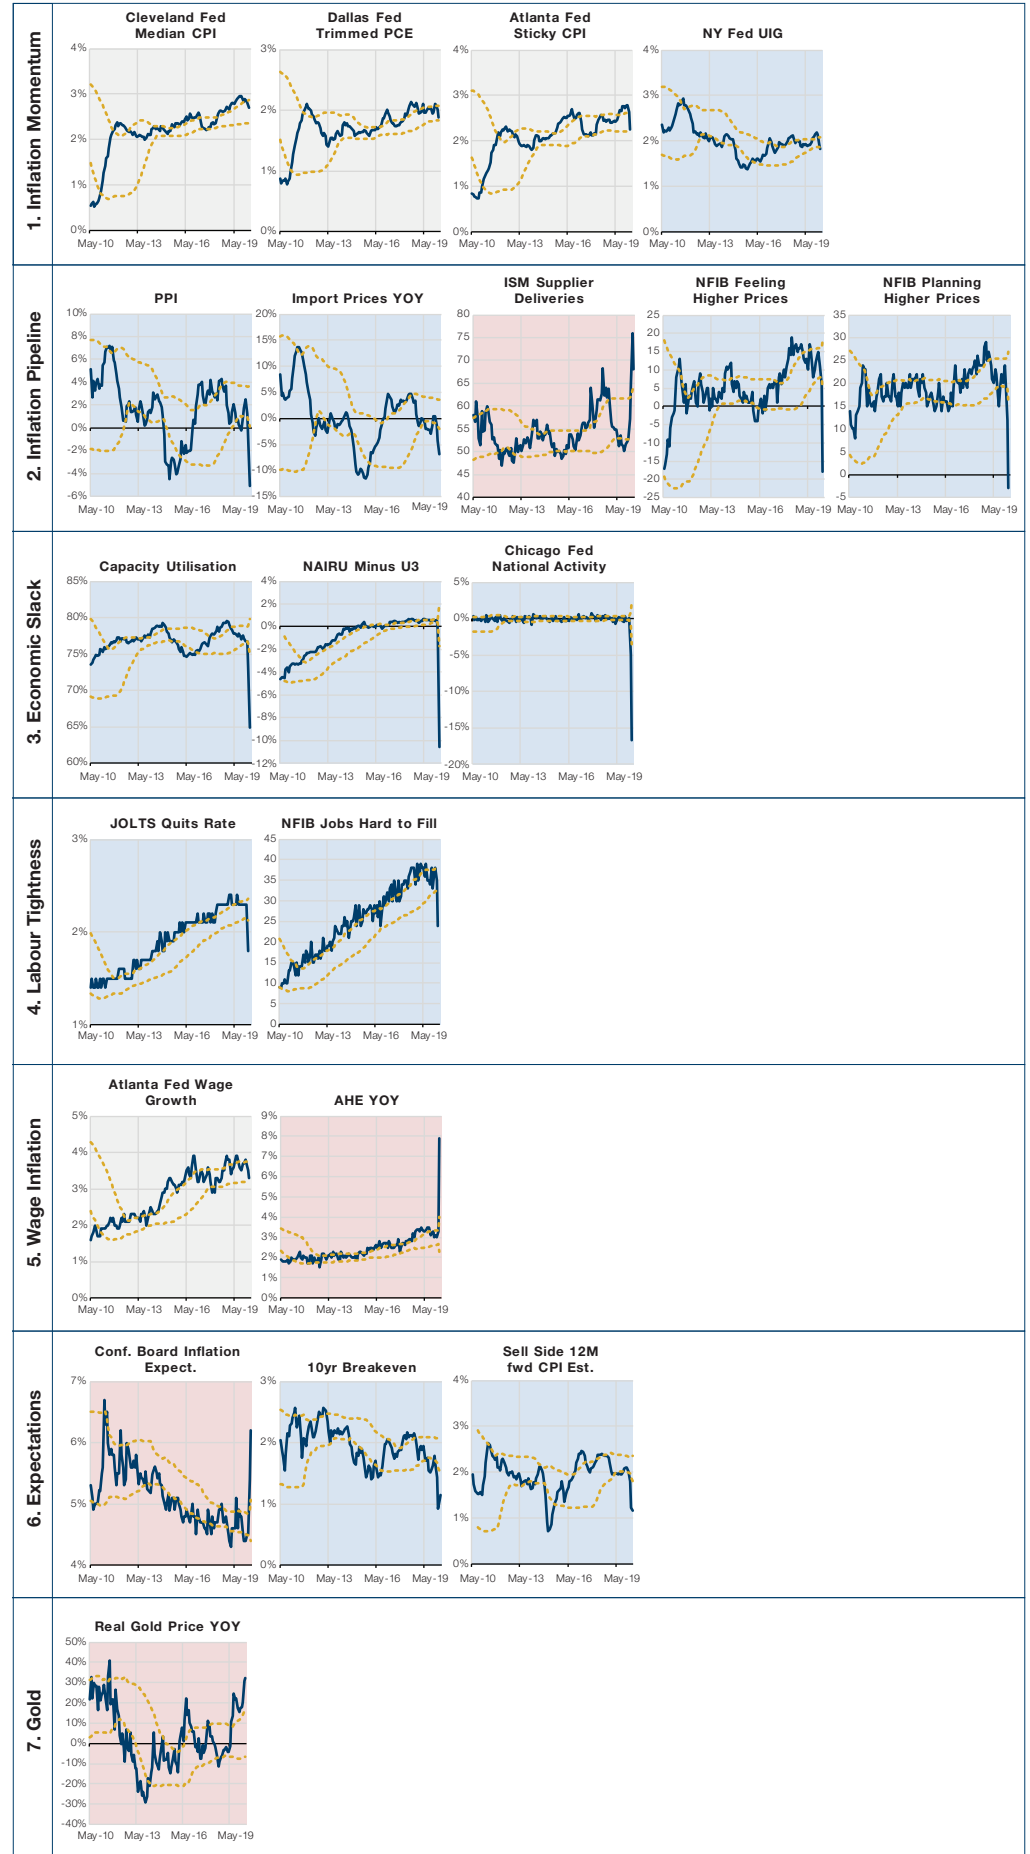 1. Inflation Momentum
Cleveland Fed
Median CPI
4%
3%
2%
1%
0%
May-10 May-13 May-16 May-19
Dallas Fed
Trimmed PCE
3%
2%
1%
0%
May-10 May-13 May-16 May-19
Atlanta Fed
Sticky CPI
4%
3%
2%
1%
0%
May-10 May-13 May-16 May-19
NY Fed UIG
4%
3%
2%
1%
0%
May-10 May-13 May-16 May-19
2. Inflation Pipeline
PPI
10%
8%
6%
4%
2%
0%
-2%
-4%
-6%
May-10 May-13 May-16 May-19
Import Prices YOY
20%
15%
10%
5%
0%
-5%
-10%
-15%
May-10 May-13 May-16 May-19
ISM Supplier
Deliveries
80
75
70
65
60
55
50
45
40
May-10 May-13 May-16 May-19
NFIB Feeling
Higher Prices
25
20
15
10
5
0
-5
-10
-15
-20
-25
May-10 May-13 May-16 May-19
NFIB Planning
Higher Prices
35
30
25
20
15
10
5
0
-5
May-10 May-13 May-16 May-19
3. Economic Slack
Capacity Utilisation
85%
80%
75%
70%
65%
60%
May-10 May-13 May-16 May-19
NAIRU Minus U3
4%
2%
0%
-2%
-4%
-6%
-8%
-10%
-12%
May-10 May-13 May-16 May-19
Chicago Fed
National Activity
5%
0%
-5%
-10%
-15%
-20%
May-10 May-13 May-16 May-19
4. Labour Tightness
JOLTS Quits Rate
3%
2%
1%
May-10 May-13 May-16 May-19
NFIB Jobs Hard to Fill
45
40
35
30
25
20
15
10
5
0
May-10 May-13 May-16 May-19
5. Wage Inflation
Atlanta Fed Wage
Growth
5%
4%
3%
2%
1%
0%
May-10 May-13 May-16 May-19
AHE YOY
9%
8%
7%
6%
5%
4%
3%
2%
1%
0%
May-10 May-13 May-16 May-19
6. Expectations
Conf. Board Inflation
Expect.
7%
6%
5%
4%
May-10 May-13 May-16 May-19
10yr Breakeven
3%
2%
1%
0%
May-10 May-13 May-16 May-19
Sell Side 12M
fwd CPI Est.
4%
3%
2%
1%
0%
May-10 May-13 May-16 May-19
7. Gold
Real Gold Price YOY
50%
40%
30%
20%
10%
0%
-10%
-20%
-30%
-40%
May-10 May-13 May-16 May-19